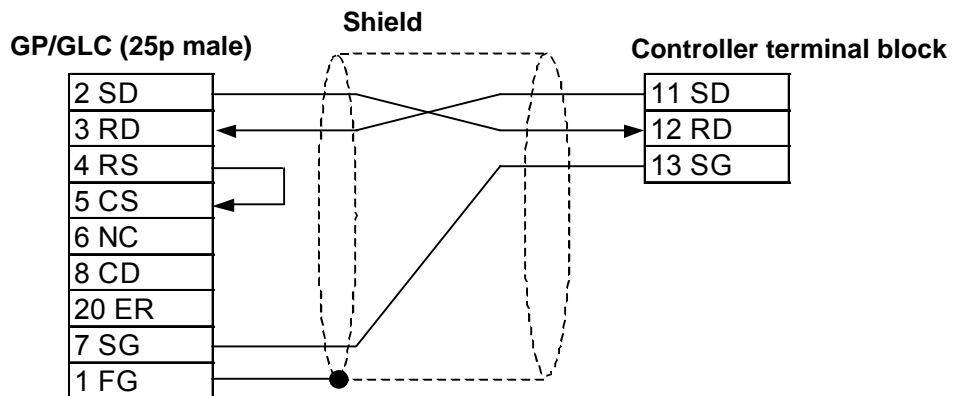 Shield
GP/GLC (25p male)
Controller terminal block
2 SD
3 RD
4 RS
5 CS
6 NC
8 CD
20 ER
7 SG
1 FG
11 SD
12 RD
13 SG